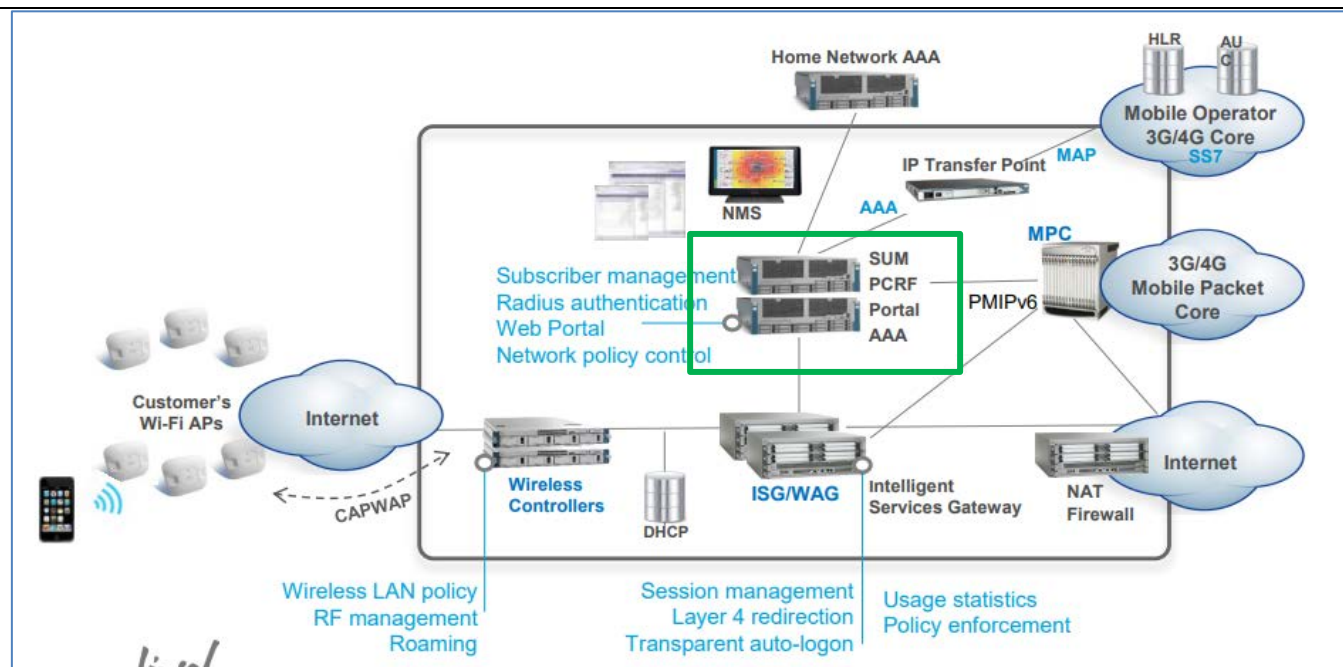 HLR
AUC
Home Network AAA
Mobile Operator
3G/4G Core
SS7
MAP
IP Transfer Point
NMS
AAA
MPC
SUM
PCRF
Portal
AAA
3G/4G
Mobile Packet
Core
PMIPv6
Subscriber management
Radius authentication
Web Portal
Network policy control
Customer's
Wi-Fi APs
Internet
CAPWAP
Wireless
Controllers
DHCP
ISG/WAG
Intelligent
Services Gateway
NAT
Firewall
Internet
Wireless LAN policy
RF management
Roaming
Session management
Layer 4 redirection
Transparent auto-logon
Usage statistics
Policy enforcement